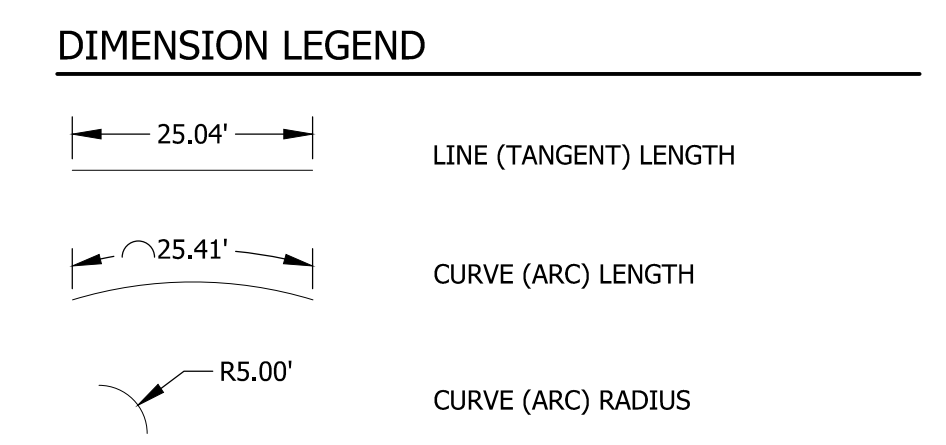 DIMENSION LEGEND
25.04'
LINE (TANGENT) LENGTH
25.41'
CURVE (ARC) LENGTH
R5.00'
CURVE (ARC) RADIUS